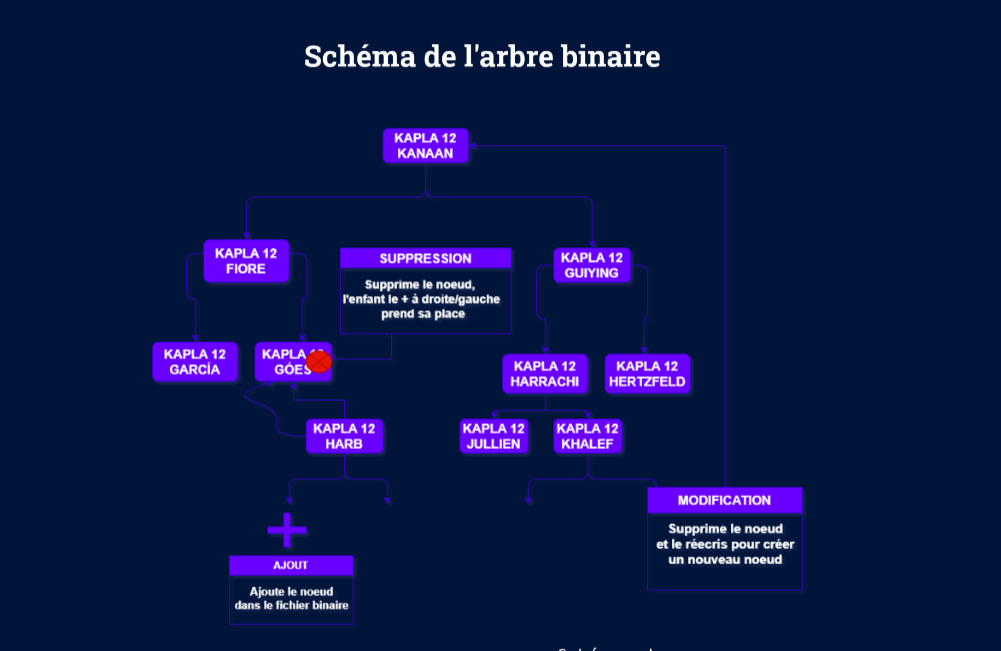 Schéma de l'arbre binaire
KAPLA 12
KANAAN
KAPLA 12
FIORE
SUPPRESSION
Supprime le noeud,
l'enfant le + à droite/gauche
prend sa place
KAPLA 12
GUIYING
KAPLA 12
GARCÍA
KAPLA
GÓES
KAPLA 12
HARRACHI
KAPLA 12
HERTZFELD
KAPLA 12
HARB
KAPLA 12
JULLIEN
KAPLA 12
KHALEF
MODIFICATION
Supprime le noeud
et le réecris pour créer
un nouveau noeud
AJOUT
Ajoute le noeud
dans le fichier binaire